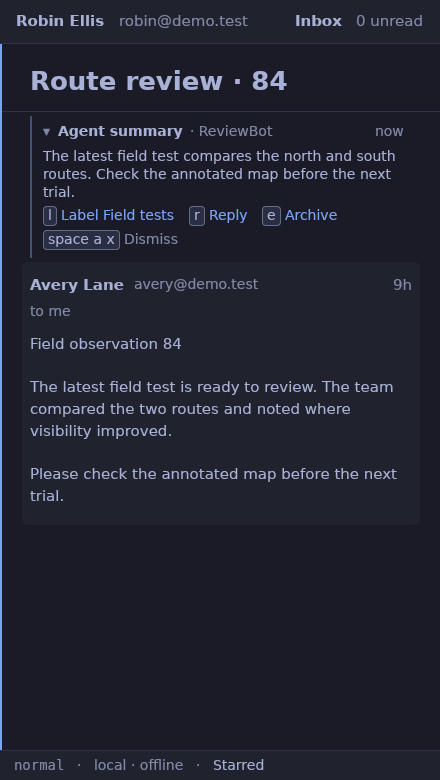 Robin Ellis robin@demo.test Inbox 0 unread
Route review · 84
▾ Agent summary · ReviewBot now
The latest field test compares the north and south
routes. Check the annotated map before the next
trial.
l Label Field tests r Reply e Archive
space a x Dismiss
Avery Lane avery@demo.test 9h
to me
Field observation 84
The latest field test is ready to review. The team
compared the two routes and noted where
visibility improved.
Please check the annotated map before the next
trial.
normal · local · offline · Starred